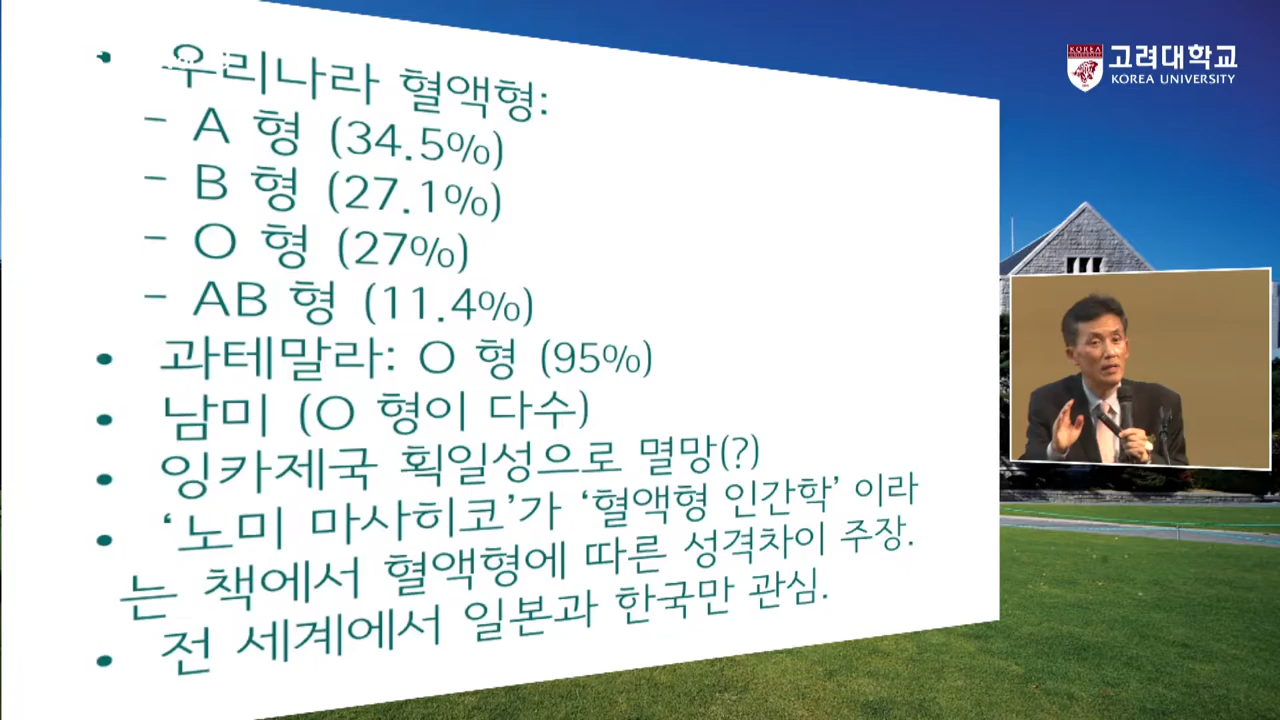 • 우리나라 혈액형:
– A 형 (34.5%)
– B 형 (27.1%)
– O 형 (27%)
– AB 형 (11.4%)
• 과테말라: O 형 (95%)
• 남미 (O 형이 다수)
• 잉카제국 획일성으로 멸망(?)
• ‘노미 마사히코’가 ‘혈액형 인간학’ 이라
는 책에서 혈액형에 따른 성격차이 주장.
• 전 세계에서 일본과 한국만 관심.
KOREA
고려대학교
KOREA UNIVERSITY